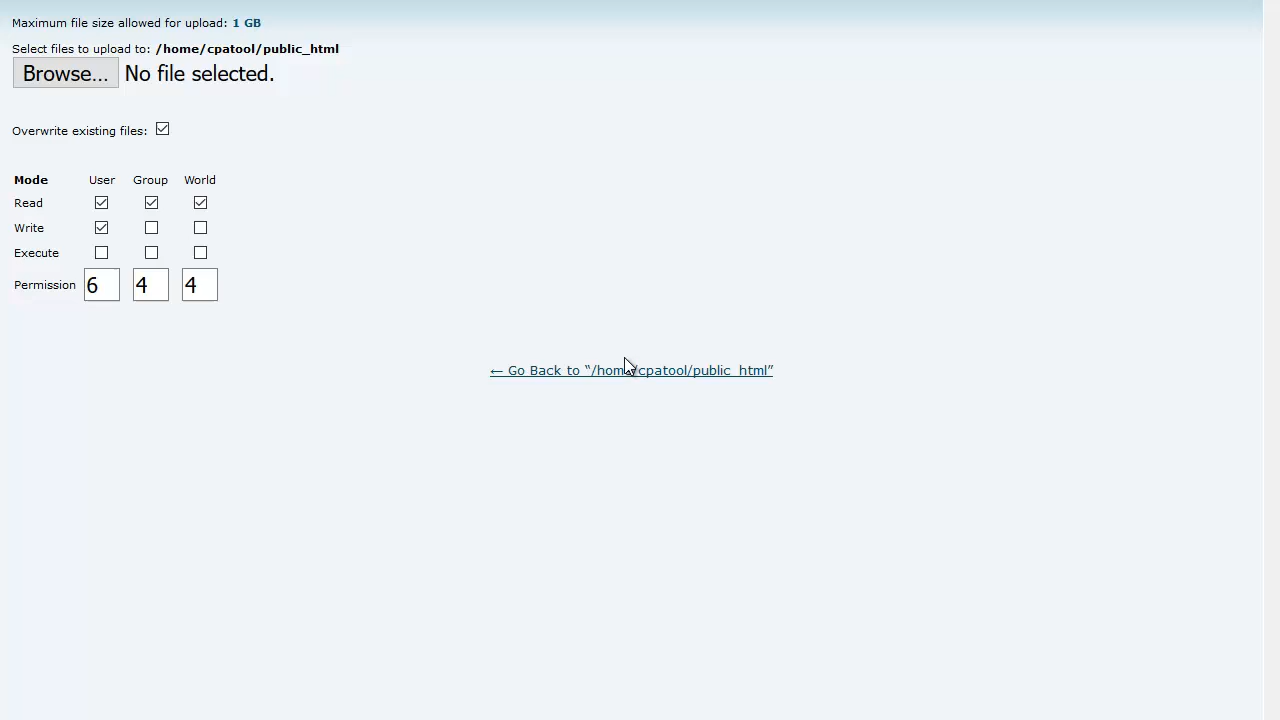 Maximum file size allowed for upload: 1 GB
Select files to upload to: /home/cpatool/public_html
Browse... No file selected.
Overwrite existing files:
Mode User Group World
Read
Write
Execute
Permission 6 4 4
← Go Back to “/home/cpatool/public_html”